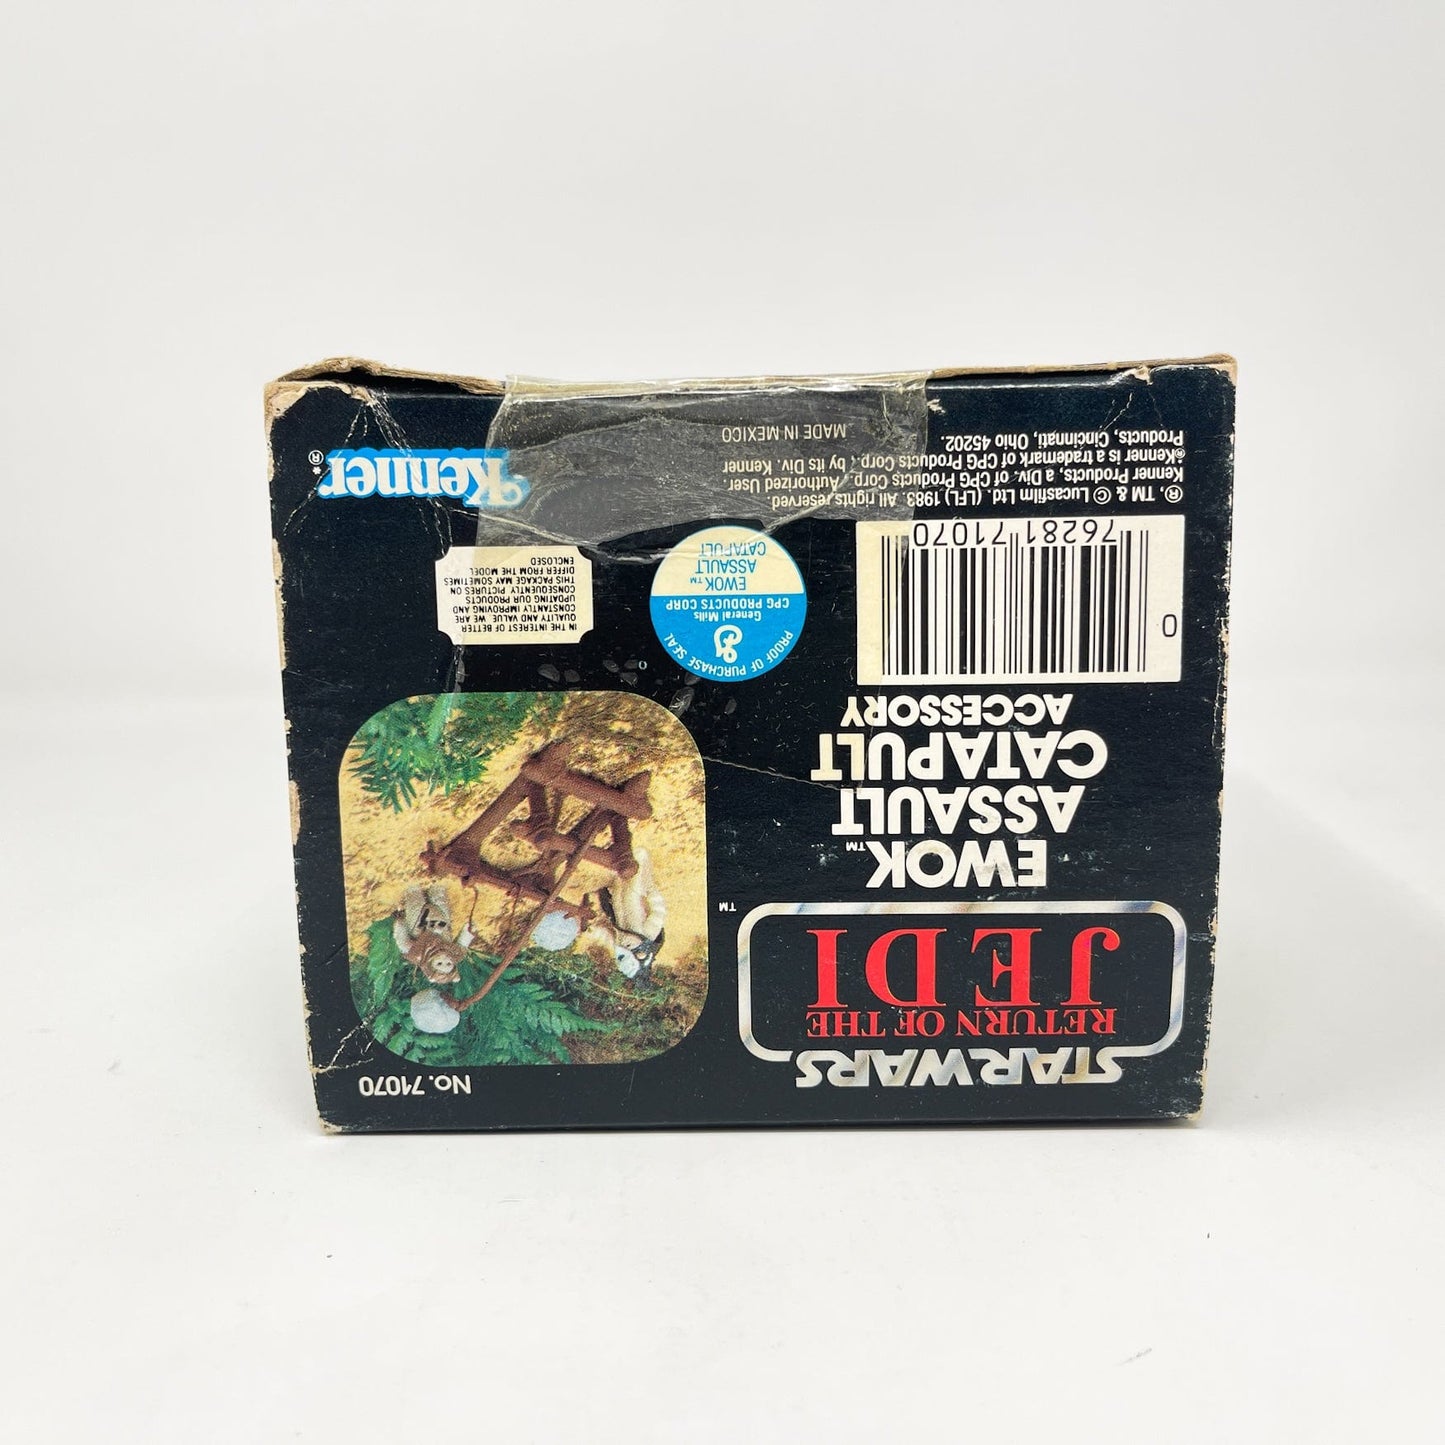 No. 71070
STAR WARS
RETURN OF THE
JEDI
TM
EWOK™
ASSAULT
CATAPULT
ACCESSORY
0
76281 71070
PROOF OF PURCHASE SEAL
General Mills
CPG PRODUCTS CORP.
EWOK™
ASSAULT
CATAPULT
IN THE INTEREST OF BETTER
QUALITY AND VALUE. WE ARE
CONSTANTLY IMPROVING AND
UPDATING OUR PRODUCTS
CONSEQUENTLY, PICTURES ON
THIS PACKAGE MAY SOMETIMES
DIFFER FROM THE MODEL
ENCLOSED
®, TM & © Lucasfilm Ltd. (LFL) 1983. All rights reserved.
Kenner Products, a Div. of CPG Products Corp., Authorized User.
*Kenner is a trademark of CPG Products Corp., by its Div. Kenner
Products, Cincinnati, Ohio 45202.
MADE IN MEXICO
Kenner*®